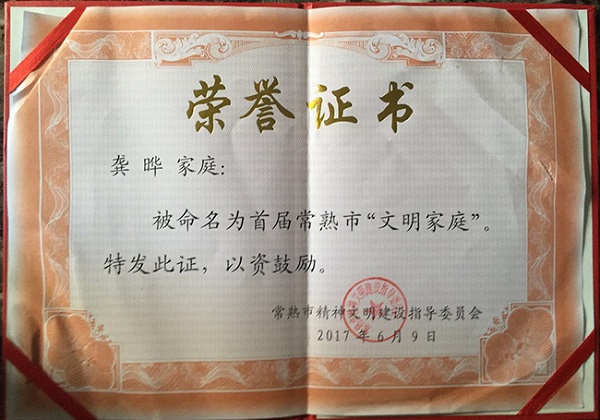 荣誉证书
龚晔 家庭：
被命名为首届常熟市“文明家庭”。
特发此证，以资鼓励。
常熟市精神文明建设指导委员会
2017年6月9日